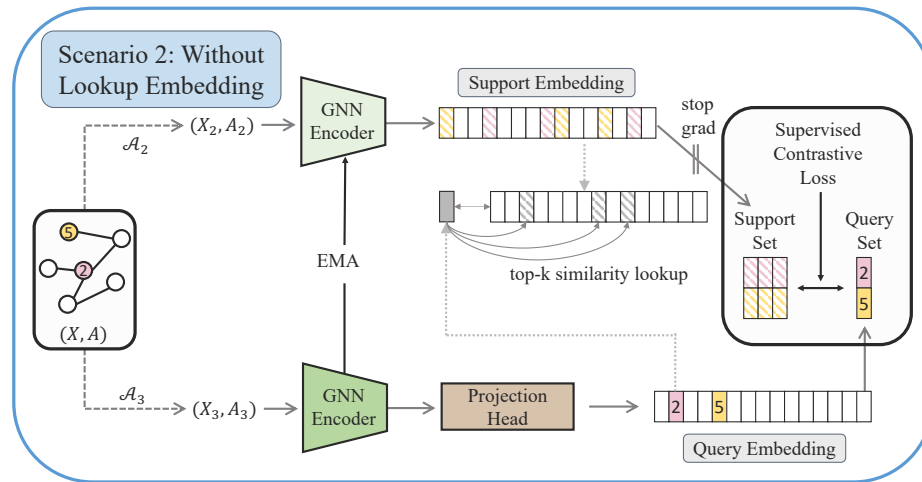 Scenario 2: Without
Lookup Embedding
𝒜₂
(X₂, A₂)
GNN
Encoder
Support Embedding
stop
grad
Supervised
Contrastive
Loss
Support
Set
Query
Set
2
5
top-k similarity lookup
EMA
5
2
(X, A)
𝒜₃
(X₃, A₃)
GNN
Encoder
Projection
Head
2
5
Query Embedding